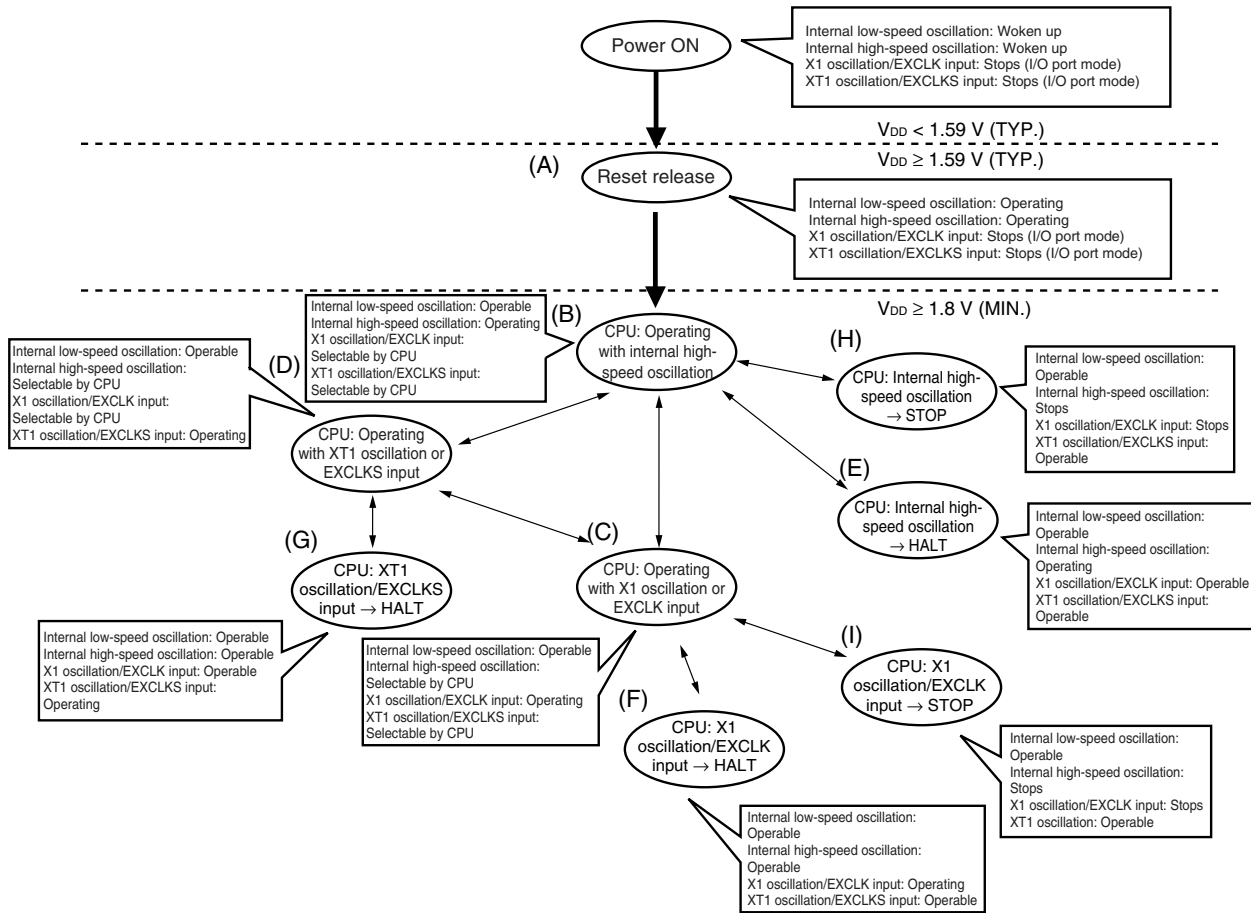 Power ON
Internal low-speed oscillation: Woken up
Internal high-speed oscillation: Woken up
X1 oscillation/EXCLK input: Stops (I/O port mode)
XT1 oscillation/EXCLKS input: Stops (I/O port mode)
VDD < 1.59 V (TYP.)
VDD ≥ 1.59 V (TYP.)
(A)
Reset release
Internal low-speed oscillation: Operating
Internal high-speed oscillation: Operating
X1 oscillation/EXCLK input: Stops (I/O port mode)
XT1 oscillation/EXCLKS input: Stops (I/O port mode)
VDD ≥ 1.8 V (MIN.)
(B)
CPU: Operating
with internal high-
speed oscillation
Internal low-speed oscillation: Operable
Internal high-speed oscillation: Operating
X1 oscillation/EXCLK input:
Selectable by CPU
XT1 oscillation/EXCLKS input:
Selectable by CPU
(D)
CPU: Operating
with XT1 oscillation or
EXCLKS input
Internal low-speed oscillation: Operable
Internal high-speed oscillation:
Selectable by CPU
X1 oscillation/EXCLK input:
Selectable by CPU
XT1 oscillation/EXCLKS input: Operating
(H)
CPU: Internal high-
speed oscillation
→ STOP
Internal low-speed oscillation:
Operable
Internal high-speed oscillation:
Stops
X1 oscillation/EXCLK input: Stops
XT1 oscillation/EXCLKS input:
Operable
(E)
CPU: Internal high-
speed oscillation
→ HALT
Internal low-speed oscillation:
Operable
Internal high-speed oscillation:
Operating
X1 oscillation/EXCLK input: Operable
XT1 oscillation/EXCLKS input:
Operable
(G)
CPU: XT1
oscillation/EXCLKS
input → HALT
Internal low-speed oscillation: Operable
Internal high-speed oscillation: Operable
X1 oscillation/EXCLK input: Operable
XT1 oscillation/EXCLKS input:
Operating
(C)
CPU: Operating
with X1 oscillation or
EXCLK input
Internal low-speed oscillation: Operable
Internal high-speed oscillation:
Selectable by CPU
X1 oscillation/EXCLK input: Operating
XT1 oscillation/EXCLKS input:
Selectable by CPU
(I)
CPU: X1
oscillation/EXCLK
input → STOP
Internal low-speed oscillation:
Operable
Internal high-speed oscillation:
Stops
X1 oscillation/EXCLK input: Stops
XT1 oscillation: Operable
(F)
CPU: X1
oscillation/EXCLK
input → HALT
Internal low-speed oscillation:
Operable
Internal high-speed oscillation:
Operable
X1 oscillation/EXCLK input: Operating
XT1 oscillation/EXCLKS input: Operable